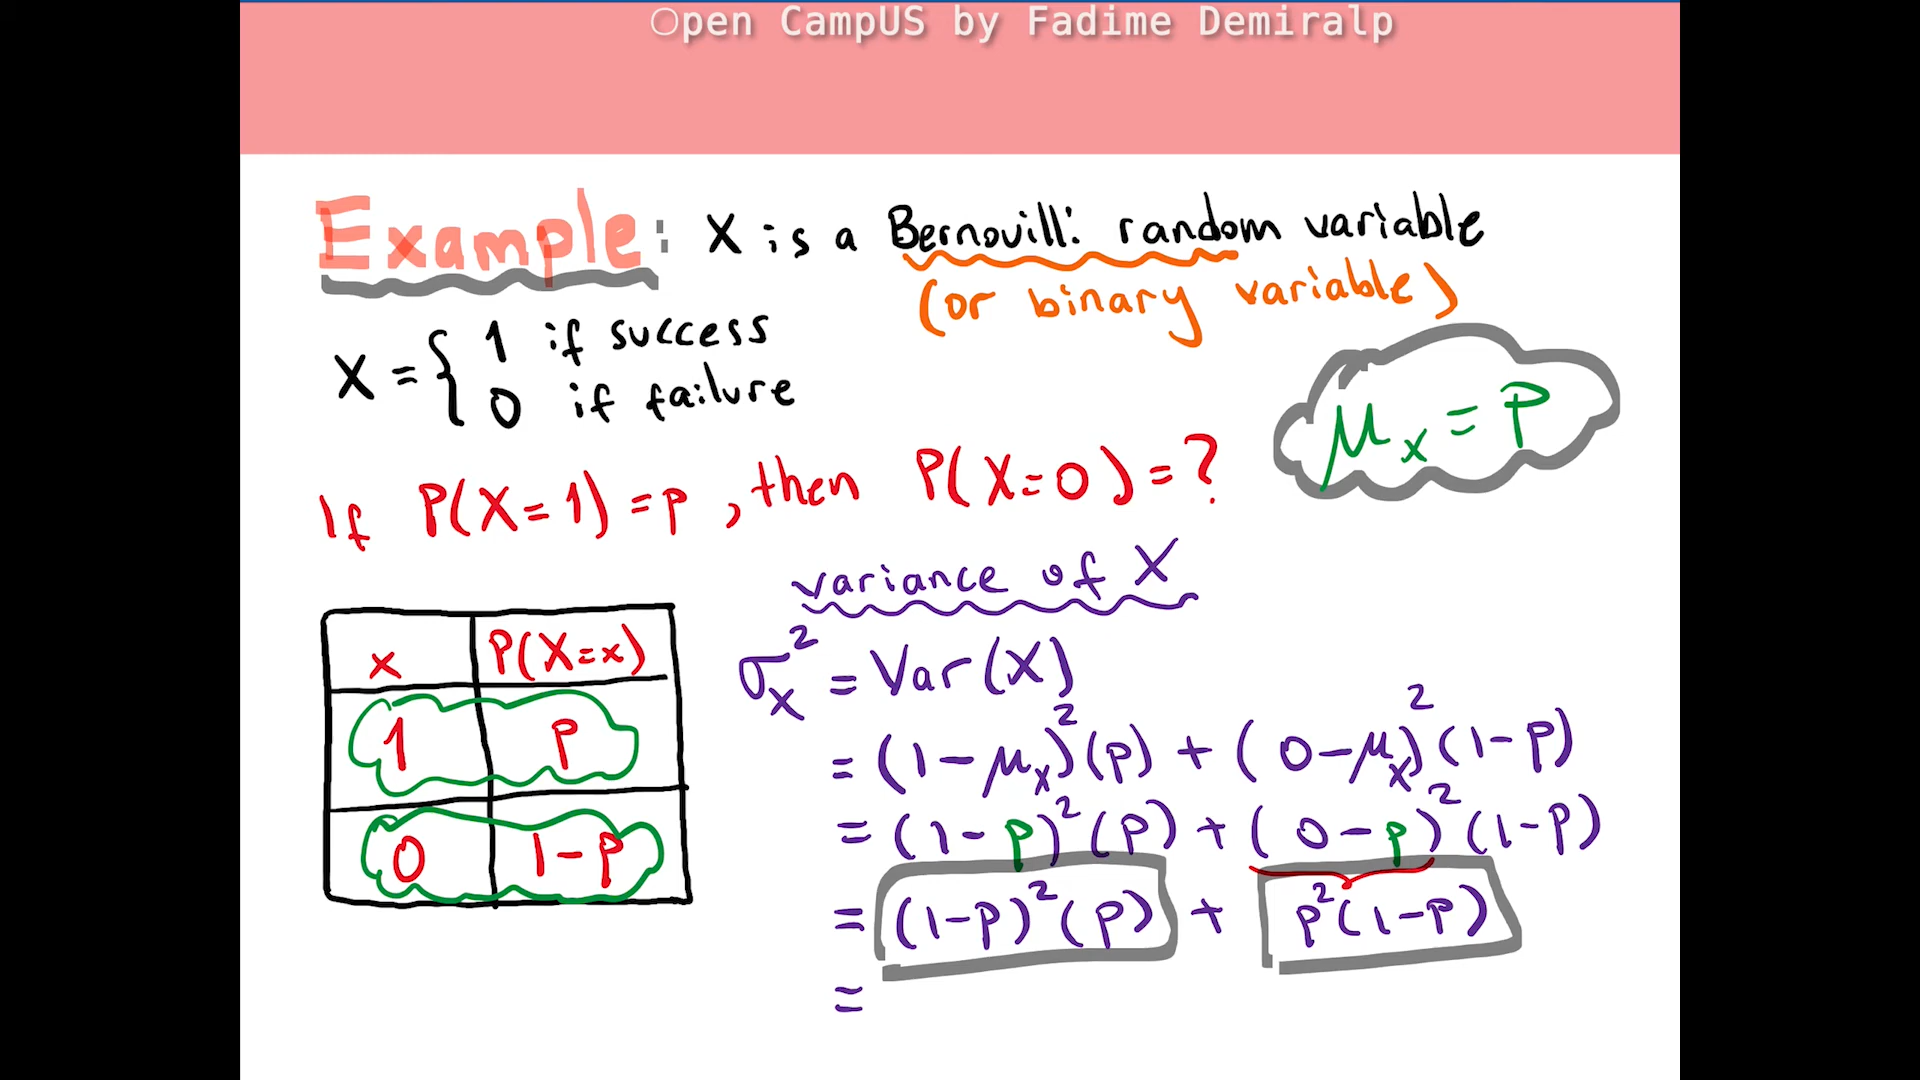 Open CampUS by Fadime Demiralp
Example: X is a Bernoulli random variable
(or binary variable)
X = { 1 if success
0 if failure
μx = P
If P(X=1) = p, then P(X=0) = ?
variance of X
x P(X=x)
1 P
0 1-P
σx² = Var(X)
= (1-μx)²(p) + (0-μx)²(1-p)
= (1-p)²(p) + (0-p)²(1-p)
= (1-p)²(p) + p²(1-p)
=